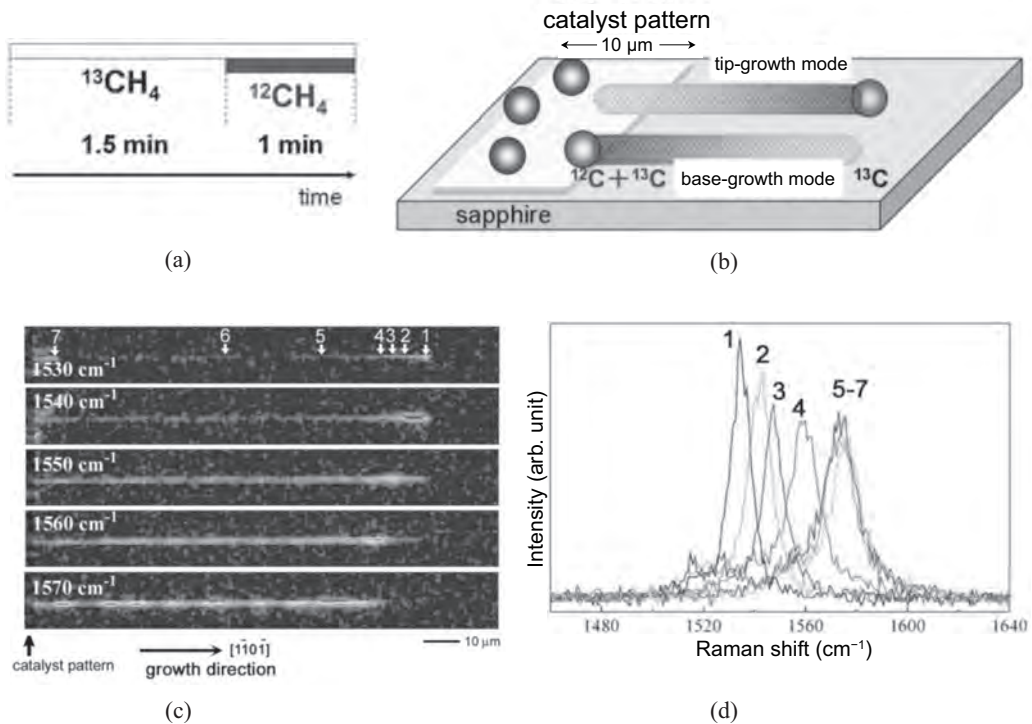 ¹³CH₄
¹²CH₄
1.5 min
1 min
time
(a)
catalyst pattern
10 μm
tip-growth mode
¹²C + ¹³C
base-growth mode
¹³C
sapphire
(b)
7 6 5 4 3 2 1
1530 cm⁻¹
1540 cm⁻¹
1550 cm⁻¹
1560 cm⁻¹
1570 cm⁻¹
catalyst pattern
growth direction
[1̄101̄]
10 μm
(c)
Intensity (arb. unit)
1
2
3
4
5-7
1480 1520 1560 1600 1640
Raman shift (cm⁻¹)
(d)